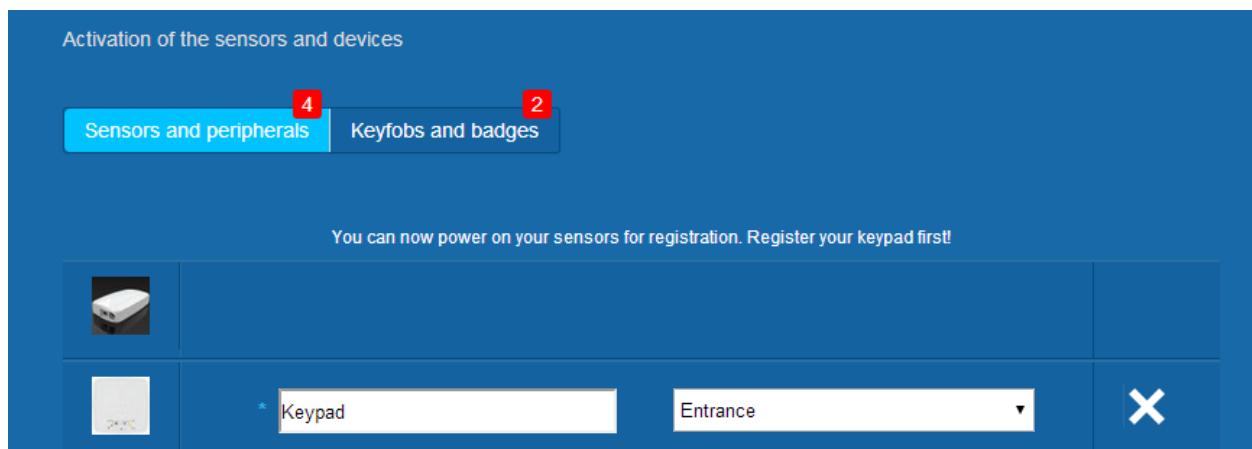 Activation of the sensors and devices
4
2
Sensors and peripherals
Keyfobs and badges
You can now power on your sensors for registration. Register your keypad first!
* Keypad
Entrance